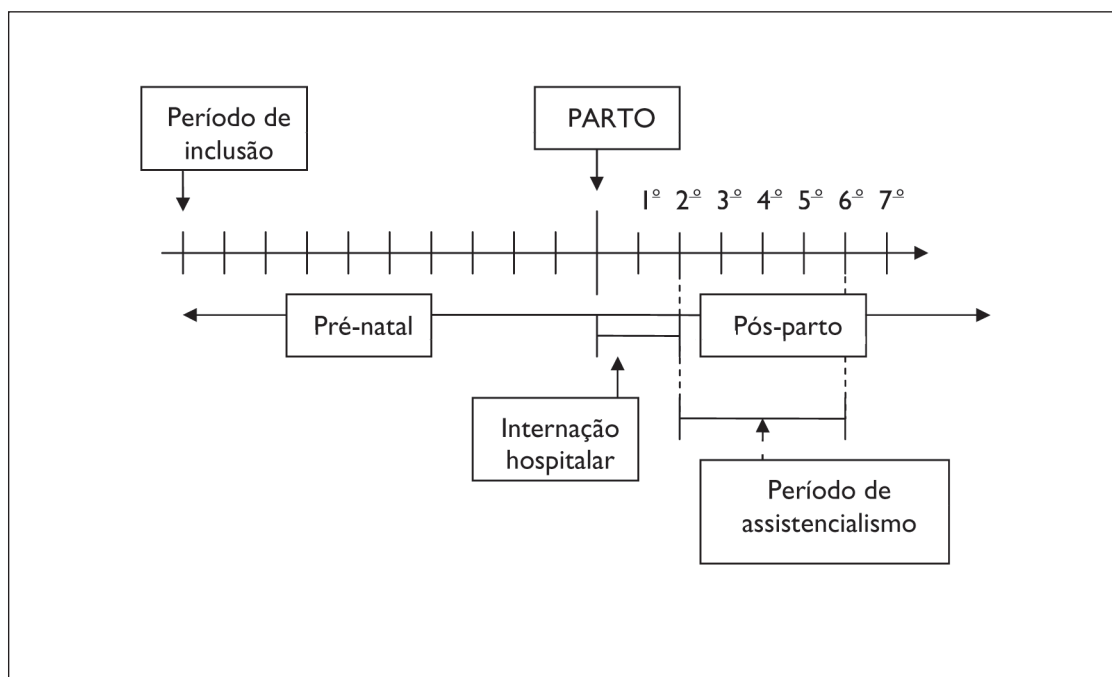 Período de
inclusão
PARTO
1º 2º 3º 4º 5º 6º 7º
Pré-natal
Pós-parto
Internação
hospitalar
Período de
assistencialismo